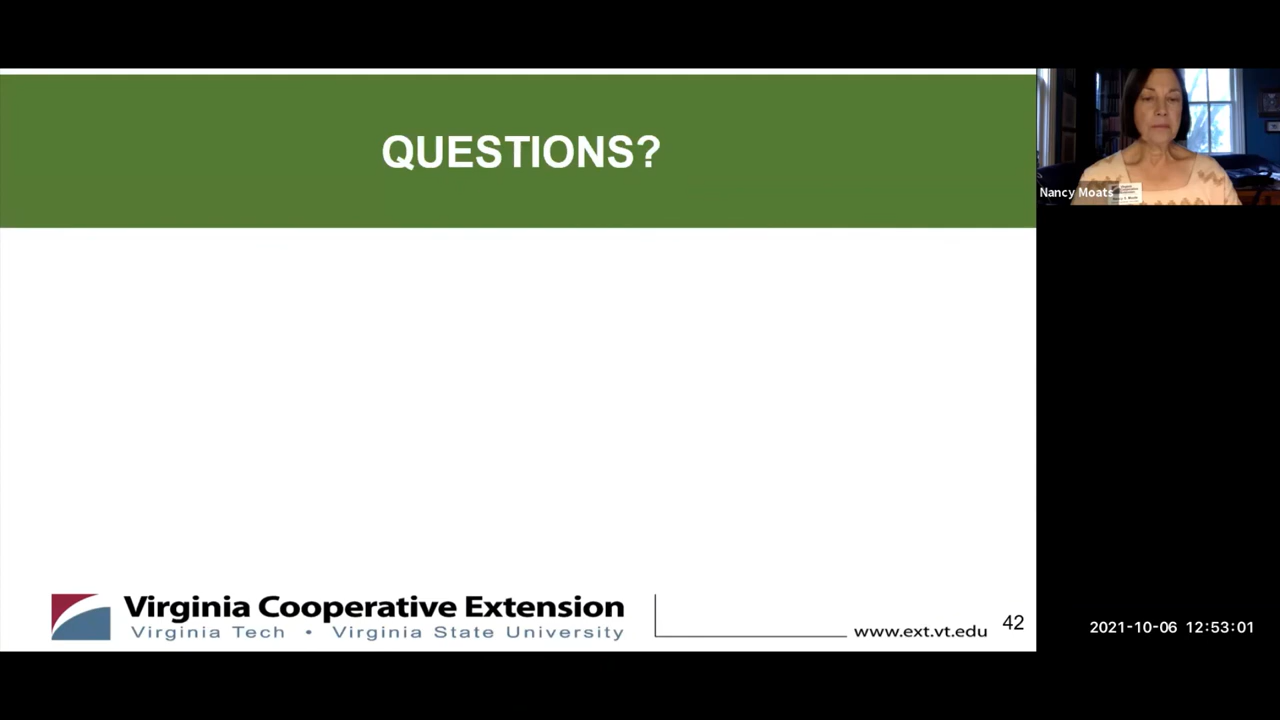 QUESTIONS?
Nancy Moats
Virginia Cooperative Extension
Virginia Tech • Virginia State University
www.ext.vt.edu
42
2021-10-06 12:53:01